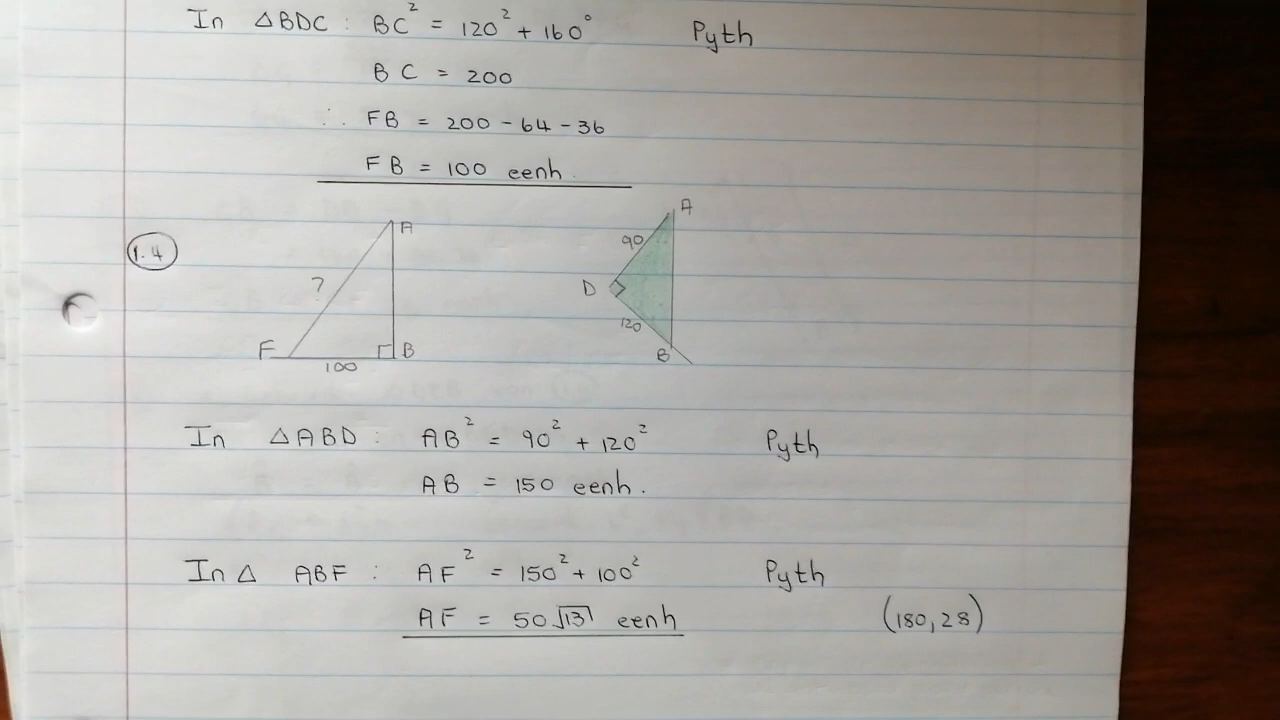 In △BDC : BC² = 120² + 160° Pyth
BC = 200
∴ FB = 200 - 64 - 36
FB = 100 eenh.
1.4
A
?
F
B
100
A
90
D
120
B
In △ABD : AB² = 90² + 120² Pyth
AB = 150 eenh.
In △ ABF : AF² = 150² + 100² Pyth
AF = 50√13 eenh (180,28)